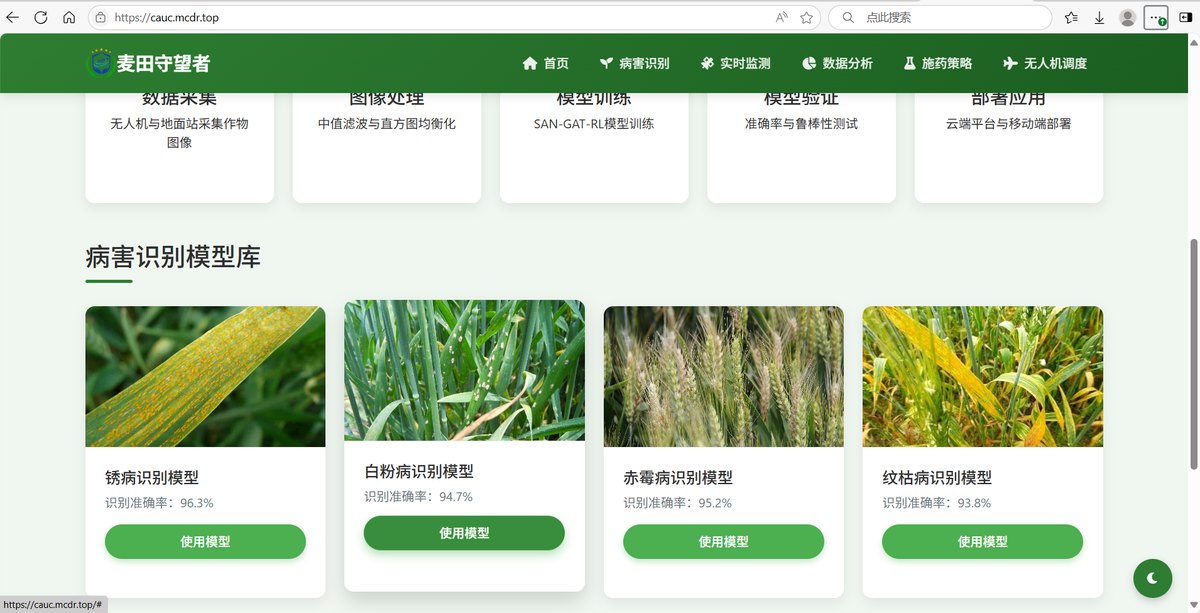 https://cauc.mcdr.top
点此搜索
麦田守望者
首页
病害识别
实时监测
数据分析
施药策略
无人机调度
数据采集
无人机与地面站采集作物
图像
图像处理
中值滤波与直方图均衡化
模型训练
SAN-GAT-RL模型训练
模型验证
准确率与鲁棒性测试
部署应用
云端平台与移动端部署
病害识别模型库
锈病识别模型
识别准确率：96.3%
使用模型
白粉病识别模型
识别准确率：94.7%
使用模型
赤霉病识别模型
识别准确率：95.2%
使用模型
纹枯病识别模型
识别准确率：93.8%
使用模型
https://cauc.mcdr.top/#